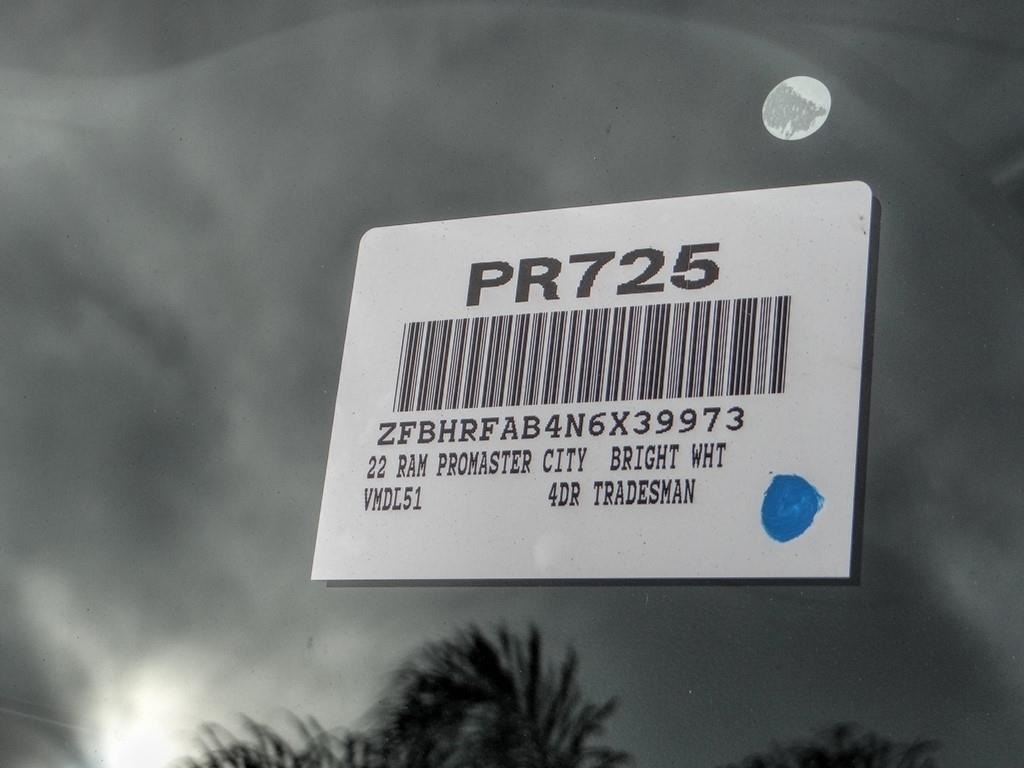 PR725
ZFBHRFAB4N6X39973
22 RAM PROMASTER CITY BRIGHT WHT
VMDL51 4DR TRADESMAN